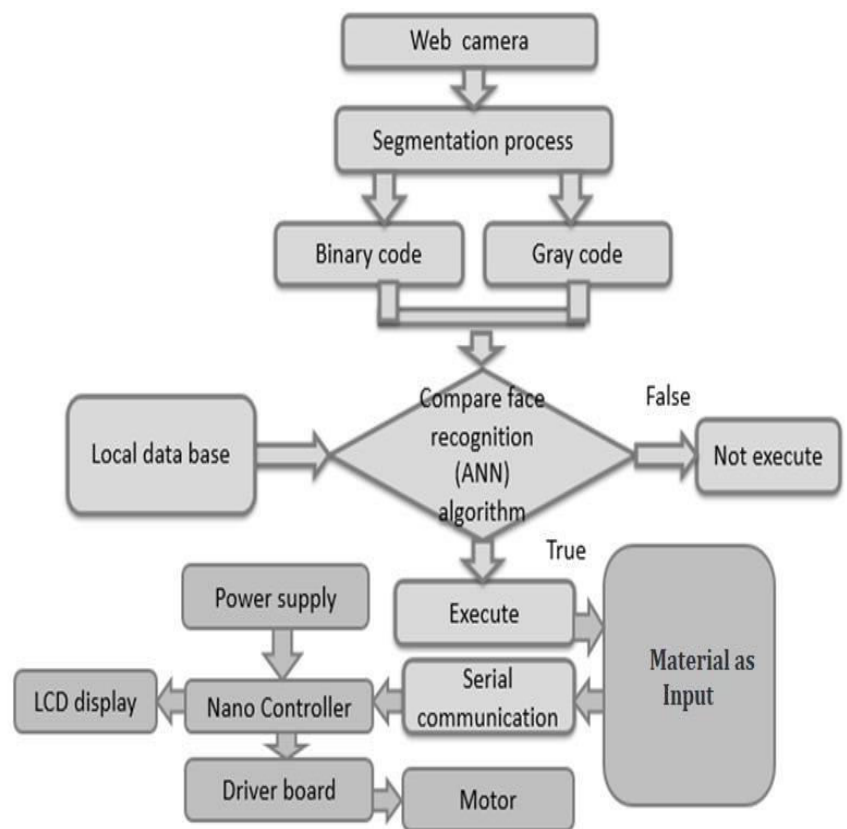 Web camera
Segmentation process
Binary code
Gray code
Local data base
Compare face
recognition
(ANN)
algorithm
False
Not execute
True
Power supply
Execute
Material as
Input
LCD display
Nano Controller
Serial
communication
Driver board
Motor